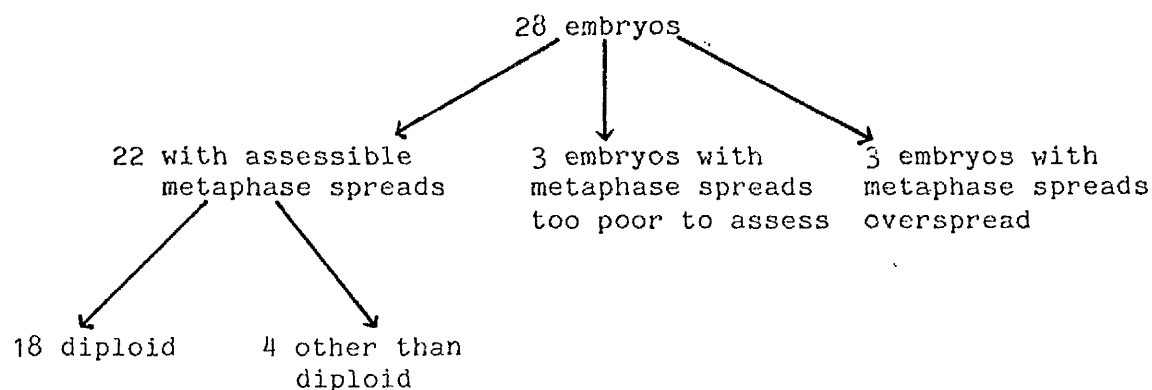 28 embryos
22 with assessible
metaphase spreads
3 embryos with
metaphase spreads
too poor to assess
3 embryos with
metaphase spreads
overspread
18 diploid
4 other than
diploid